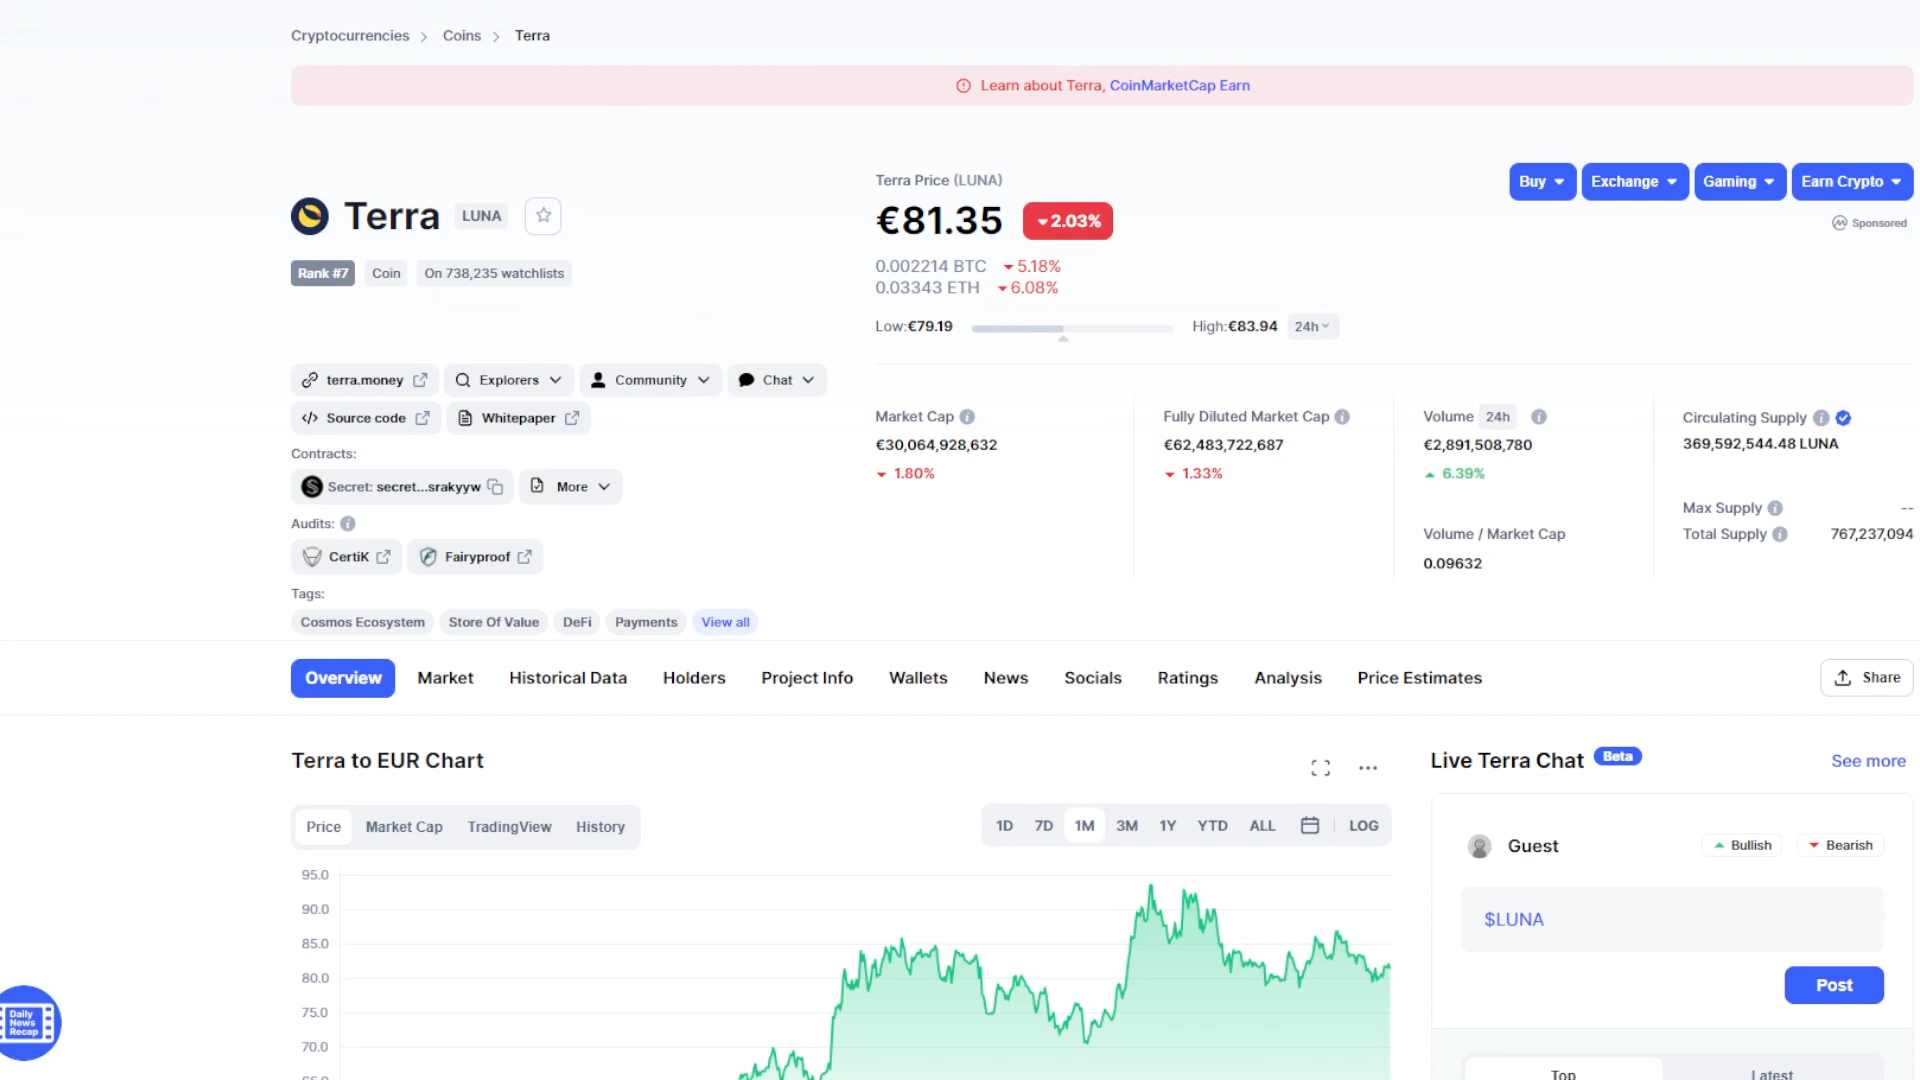 Cryptocurrencies > Coins > Terra
Learn about Terra, CoinMarketCap Earn
Terra LUNA
Rank #7 Coin On 738,235 watchlists
terra.money Explorers Community Chat
Source code Whitepaper
Contracts:
Secret: secret...srakyyw More
Audits:
CertiK Fairyproof
Tags:
Cosmos Ecosystem Store Of Value DeFi Payments View all
Terra Price (LUNA)
€81.35 2.03%
0.002214 BTC 5.18%
0.03343 ETH 6.08%
Low:€79.19 High:€83.94 24h
Buy Exchange Gaming Earn Crypto
Sponsored
Market Cap
€30,064,928,632
1.80%
Fully Diluted Market Cap
€62,483,722,687
1.33%
Volume 24h
€2,891,508,780
6.39%
Volume / Market Cap
0.09632
Circulating Supply
369,592,544.48 LUNA
Max Supply --
Total Supply 767,237,094
Overview Market Historical Data Holders Project Info Wallets News Socials Ratings Analysis Price Estimates Share
Terra to EUR Chart
Price Market Cap TradingView History
1D 7D 1M 3M 1Y YTD ALL LOG
95.0
90.0
85.0
80.0
75.0
70.0
65.0
Live Terra Chat Beta See more
Guest Bullish Bearish
$LUNA
Post
Top Latest
Daily
News
Recap